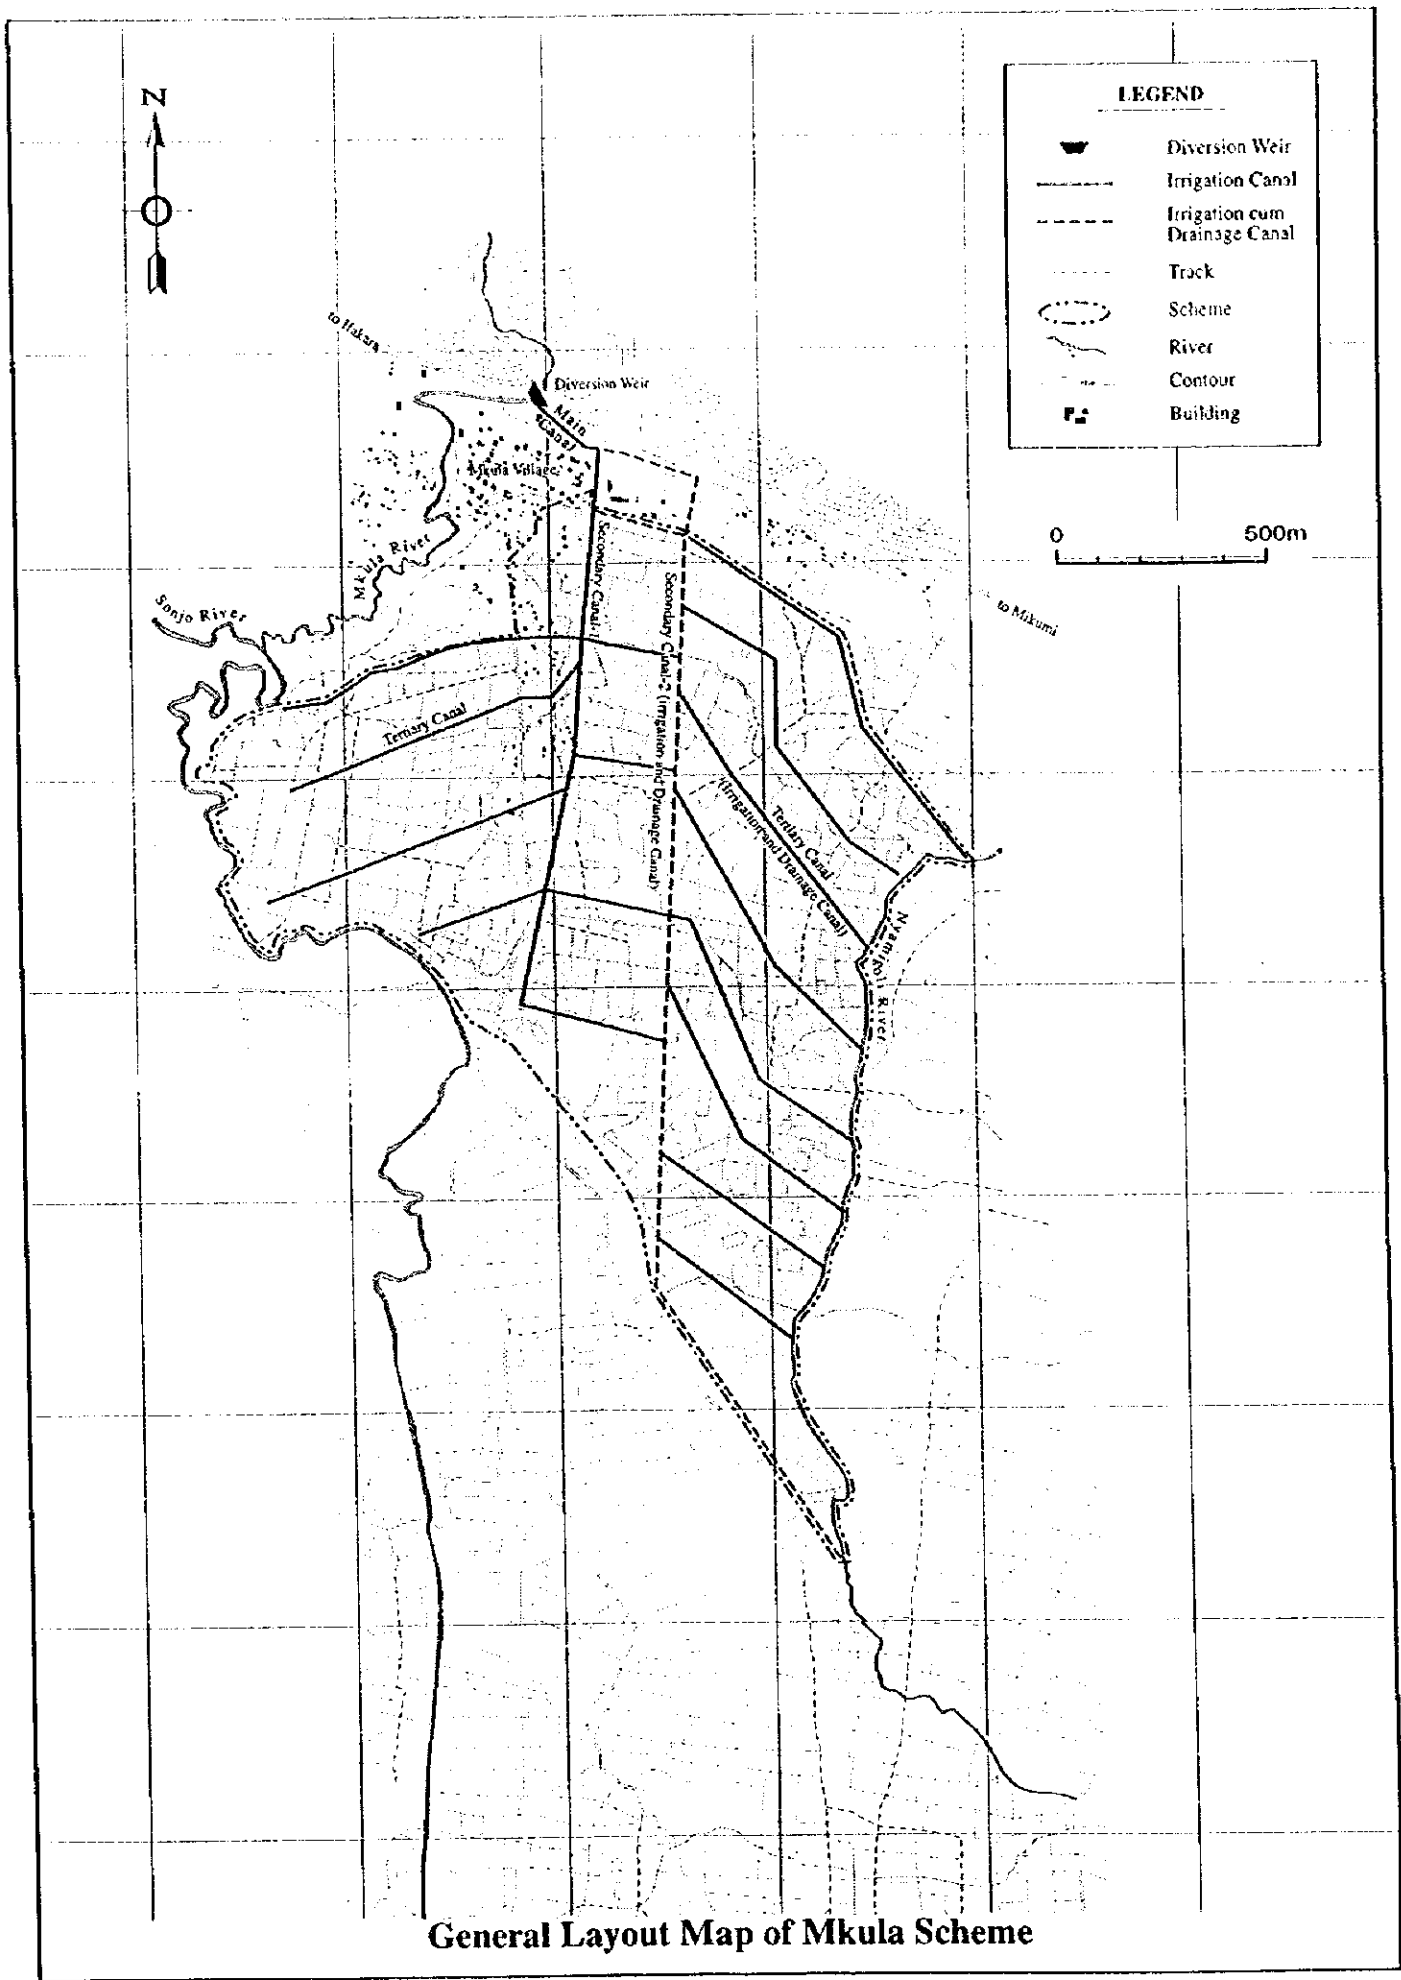 N
LEGEND
Diversion Weir
Irrigation Canal
Irrigation cum
Drainage Canal
Track
Scheme
River
Contour
Building
0 500m
to Ifakara
Diversion Weir
Main
Canal
Mkula Village
Mkula River
Sonjo River
to Mikumi
Secondary Canal-1
Secondary Canal-2 (Irrigation and Drainage Canal)
Tertiary Canal
Tertiary Canal
(Irrigation and Drainage Canal)
River
General Layout Map of Mkula Scheme